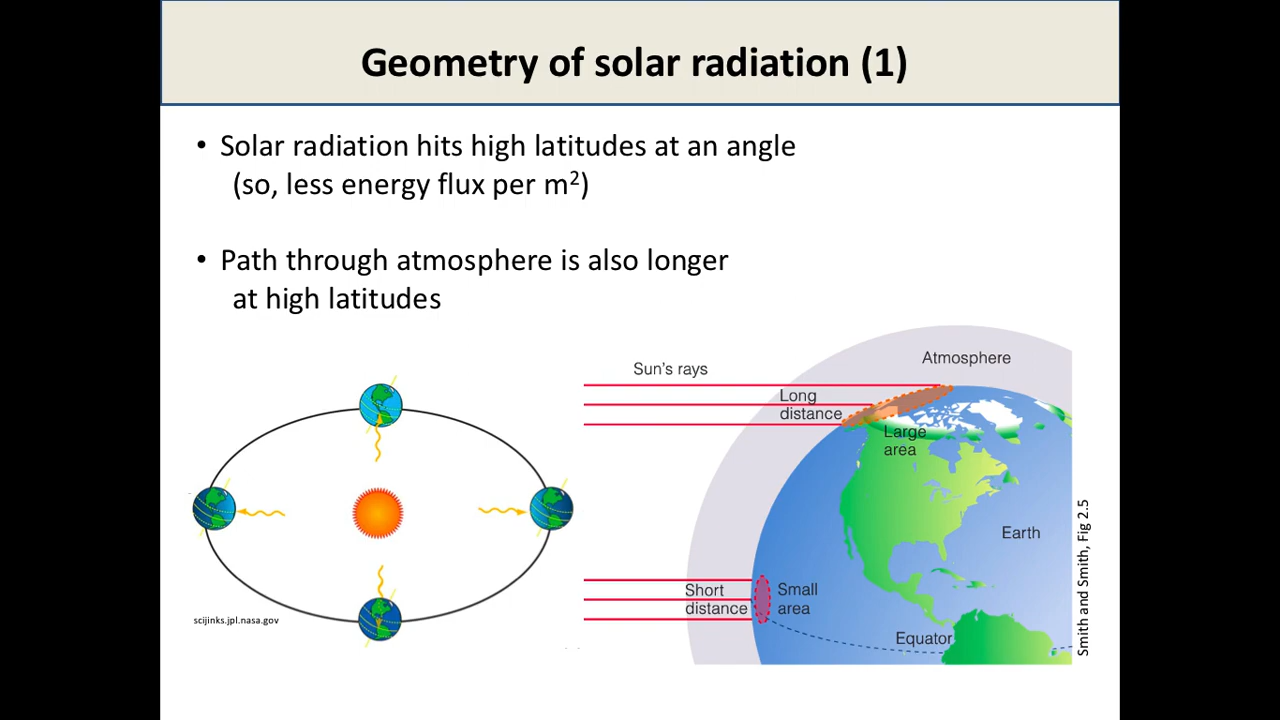 Geometry of solar radiation (1)
• Solar radiation hits high latitudes at an angle
(so, less energy flux per m²)
• Path through atmosphere is also longer
at high latitudes
scijinks.jpl.nasa.gov
Atmosphere
Sun's rays
Long
distance
Large
area
Earth
Short
distance
Small
area
Equator
Smith and Smith, Fig 2.5